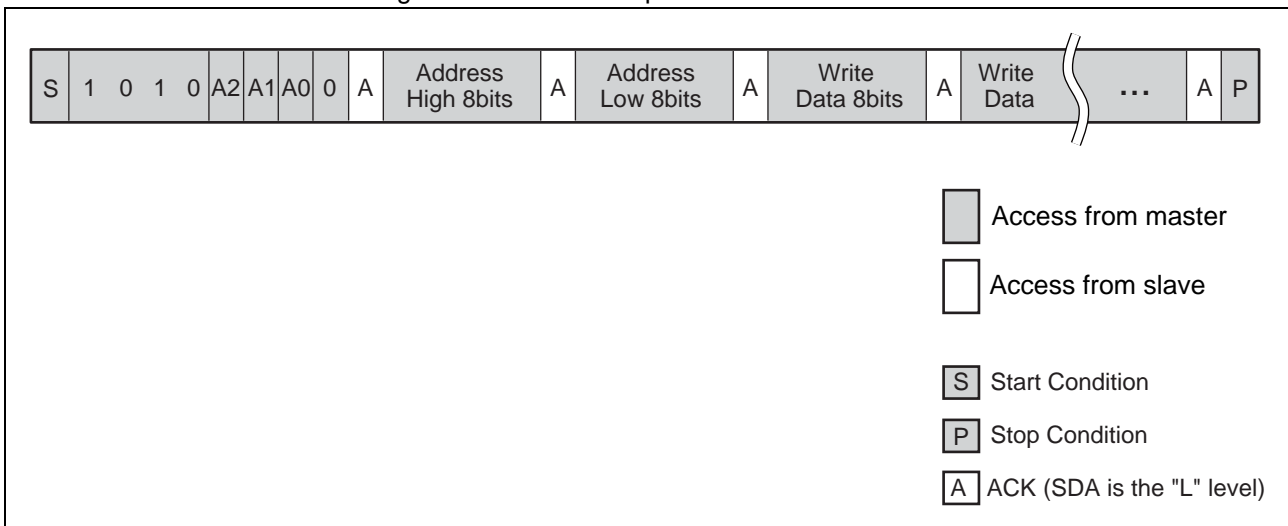 S 1 0 1 0 A2 A1 A0 0 A Address High 8bits A Address Low 8bits A Write Data 8bits A Write Data ... A P
Access from master
Access from slave
S Start Condition
P Stop Condition
A ACK (SDA is the "L" level)